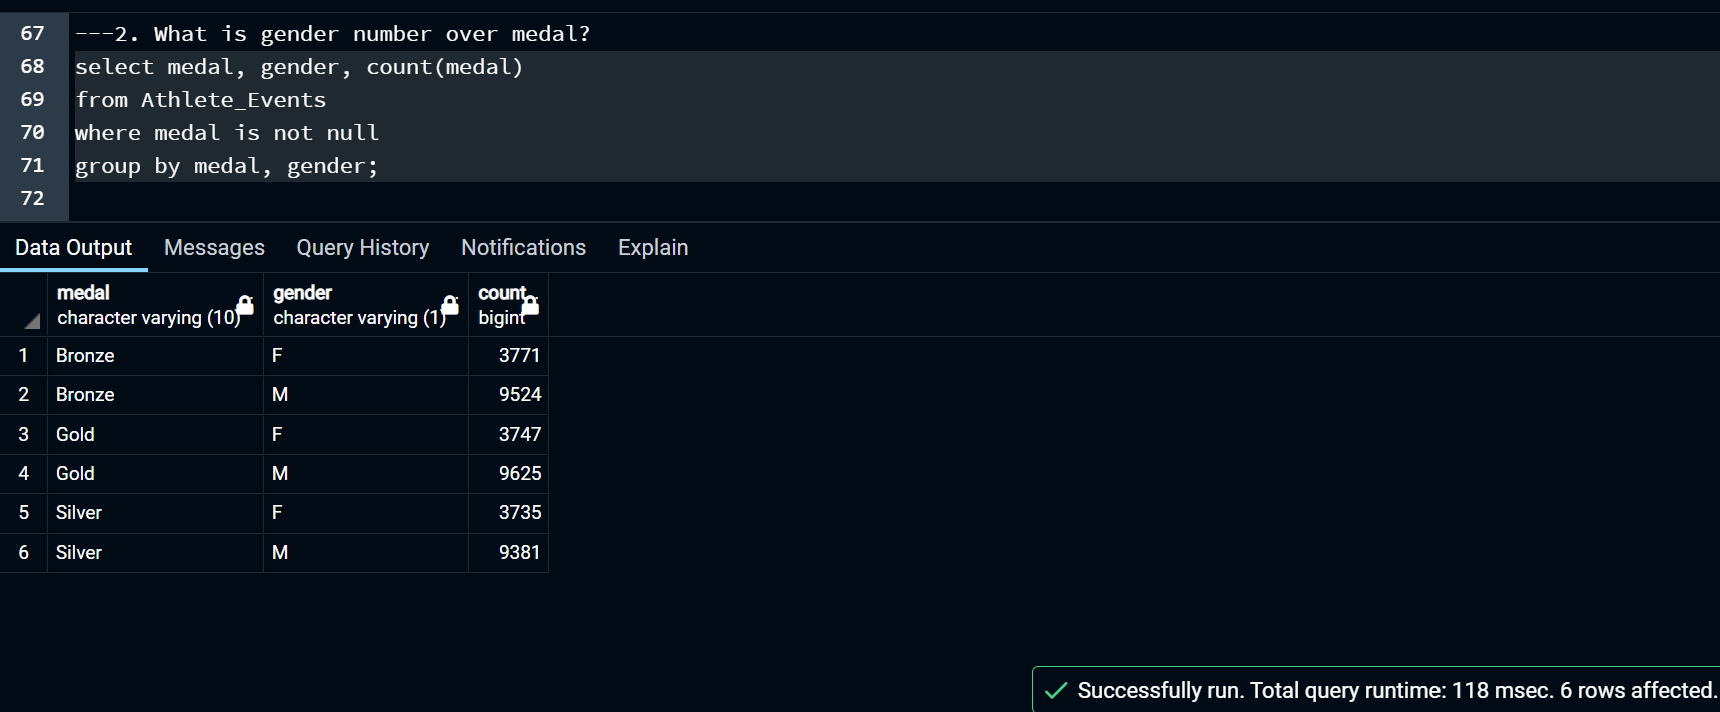 67 ---2. What is gender number over medal?
68 select medal, gender, count(medal)
69 from Athlete_Events
70 where medal is not null
71 group by medal, gender;
72
Data Output Messages Query History Notifications Explain
medal gender count
character varying (10) character varying (1) bigint
1 Bronze F 3771
2 Bronze M 9524
3 Gold F 3747
4 Gold M 9625
5 Silver F 3735
6 Silver M 9381
Successfully run. Total query runtime: 118 msec. 6 rows affected.